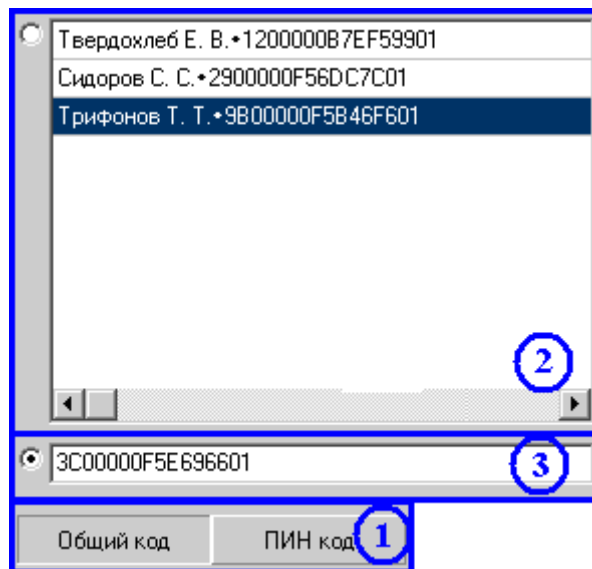 Твердохлеб Е. В.•1200000B7EF59901
Сидоров С. С.•2900000F56DC7C01
Трифонов Т. Т.•9B00000F5B46F601
2
3C00000F5E696601
3
Общий код
ПИН код
1